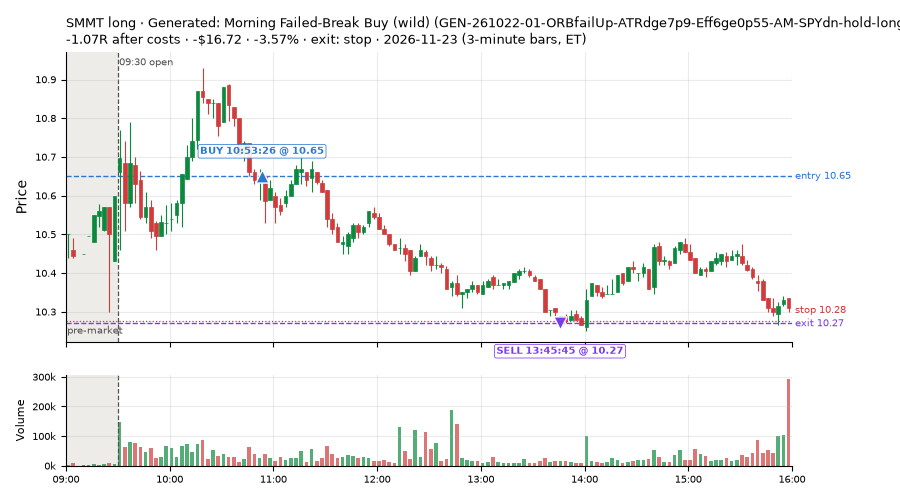 SMMT long · Generated: Morning Failed-Break Buy (wild) (GEN-261022-01-ORBfailUp-ATRdge7p9-Eff6ge0p55-AM-SPYdn-hold-long
-1.07R after costs · -$16.72 · -3.57% · exit: stop · 2026-11-23 (3-minute bars, ET)
09:30 open
10.9
10.8
10.7
10.6
10.5
10.4
10.3
Price
BUY 10:53:26 @ 10.65
entry 10.65
stop 10.28
exit 10.27
pre-market
SELL 13:45:45 @ 10.27
300k
200k
100k
0k
Volume
09:00
10:00
11:00
12:00
13:00
14:00
15:00
16:00